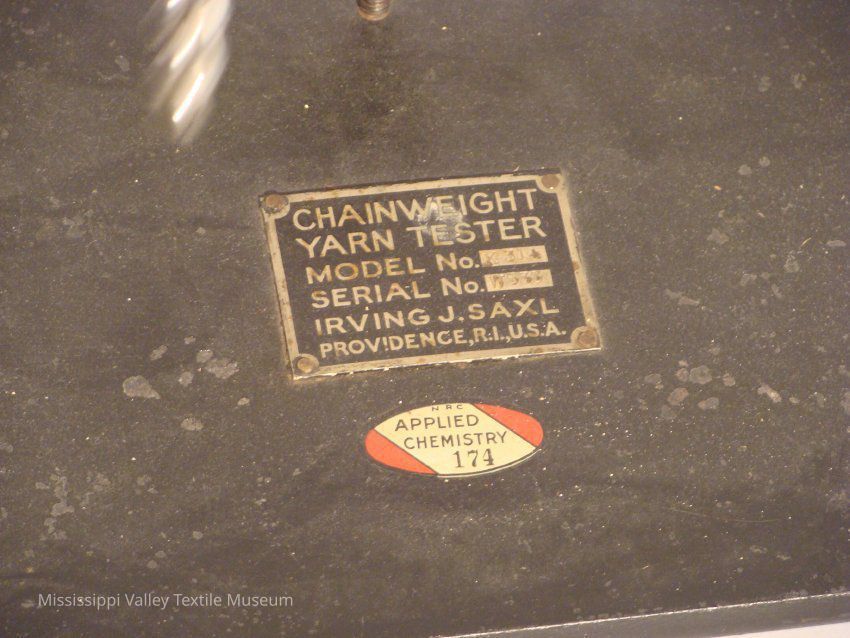 CHAINWEIGHT
YARN TESTER
MODEL No.
SERIAL No.
IRVING J. SAXL
PROVIDENCE, R.I., U.S.A.
NRC
APPLIED
CHEMISTRY
174
Mississippi Valley Textile Museum